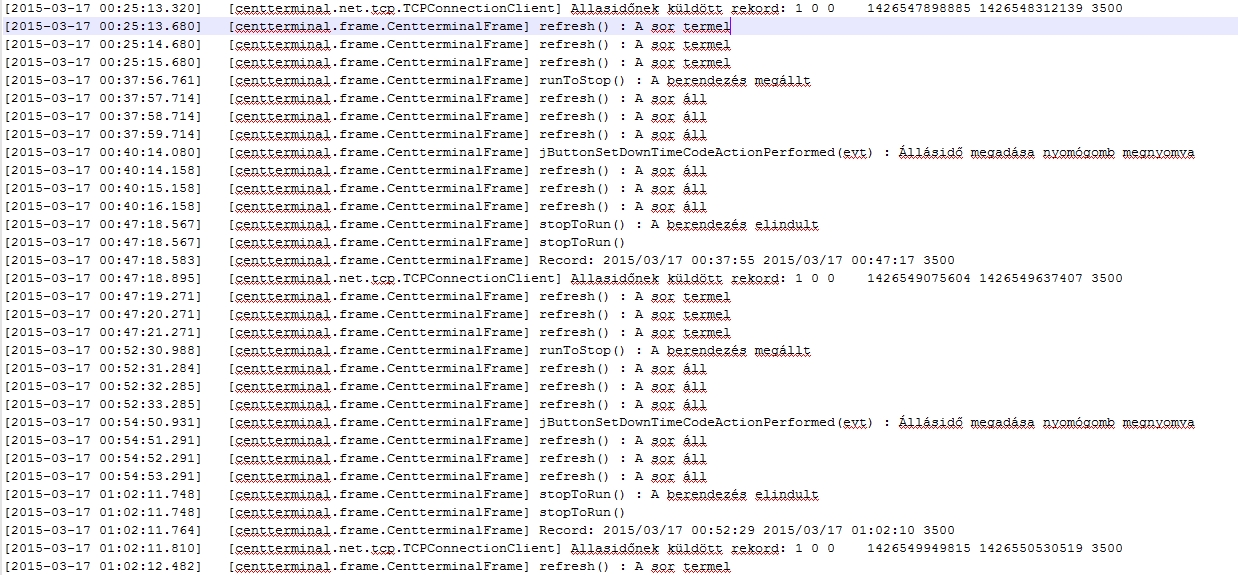 [2015-03-17 00:25:13.320] [centterminal.net.tcp.TCPConnectionClient] Allasidőnek küldött rekord: 1 0 0 1426547898885 1426548312139 3500
[2015-03-17 00:25:13.680] [centterminal.frame.CentterminalFrame] refresh() : A sor termel
[2015-03-17 00:25:14.680] [centterminal.frame.CentterminalFrame] refresh() : A sor termel
[2015-03-17 00:25:15.680] [centterminal.frame.CentterminalFrame] refresh() : A sor termel
[2015-03-17 00:37:56.761] [centterminal.frame.CentterminalFrame] runToStop() : A berendezés megállt
[2015-03-17 00:37:57.714] [centterminal.frame.CentterminalFrame] refresh() : A sor áll
[2015-03-17 00:37:58.714] [centterminal.frame.CentterminalFrame] refresh() : A sor áll
[2015-03-17 00:37:59.714] [centterminal.frame.CentterminalFrame] refresh() : A sor áll
[2015-03-17 00:40:14.080] [centterminal.frame.CentterminalFrame] jButtonSetDownTimeCodeActionPerformed(evt) : Állásidő megadása nyomógomb megnyomva
[2015-03-17 00:40:14.158] [centterminal.frame.CentterminalFrame] refresh() : A sor áll
[2015-03-17 00:40:15.158] [centterminal.frame.CentterminalFrame] refresh() : A sor áll
[2015-03-17 00:40:16.158] [centterminal.frame.CentterminalFrame] refresh() : A sor áll
[2015-03-17 00:47:18.567] [centterminal.frame.CentterminalFrame] stopToRun() : A berendezés elindult
[2015-03-17 00:47:18.567] [centterminal.frame.CentterminalFrame] stopToRun()
[2015-03-17 00:47:18.583] [centterminal.frame.CentterminalFrame] Record: 2015/03/17 00:37:55 2015/03/17 00:47:17 3500
[2015-03-17 00:47:18.895] [centterminal.net.tcp.TCPConnectionClient] Allasidőnek küldött rekord: 1 0 0 1426549075604 1426549637407 3500
[2015-03-17 00:47:19.271] [centterminal.frame.CentterminalFrame] refresh() : A sor termel
[2015-03-17 00:47:20.271] [centterminal.frame.CentterminalFrame] refresh() : A sor termel
[2015-03-17 00:47:21.271] [centterminal.frame.CentterminalFrame] refresh() : A sor termel
[2015-03-17 00:52:30.988] [centterminal.frame.CentterminalFrame] runToStop() : A berendezés megállt
[2015-03-17 00:52:31.284] [centterminal.frame.CentterminalFrame] refresh() : A sor áll
[2015-03-17 00:52:32.285] [centterminal.frame.CentterminalFrame] refresh() : A sor áll
[2015-03-17 00:52:33.285] [centterminal.frame.CentterminalFrame] refresh() : A sor áll
[2015-03-17 00:54:50.931] [centterminal.frame.CentterminalFrame] jButtonSetDownTimeCodeActionPerformed(evt) : Állásidő megadása nyomógomb megnyomva
[2015-03-17 00:54:51.291] [centterminal.frame.CentterminalFrame] refresh() : A sor áll
[2015-03-17 00:54:52.291] [centterminal.frame.CentterminalFrame] refresh() : A sor áll
[2015-03-17 00:54:53.291] [centterminal.frame.CentterminalFrame] refresh() : A sor áll
[2015-03-17 01:02:11.748] [centterminal.frame.CentterminalFrame] stopToRun() : A berendezés elindult
[2015-03-17 01:02:11.748] [centterminal.frame.CentterminalFrame] stopToRun()
[2015-03-17 01:02:11.764] [centterminal.frame.CentterminalFrame] Record: 2015/03/17 00:52:29 2015/03/17 01:02:10 3500
[2015-03-17 01:02:11.810] [centterminal.net.tcp.TCPConnectionClient] Allasidőnek küldött rekord: 1 0 0 1426549949815 1426550530519 3500
[2015-03-17 01:02:12.482] [centterminal.frame.CentterminalFrame] refresh() : A sor termel